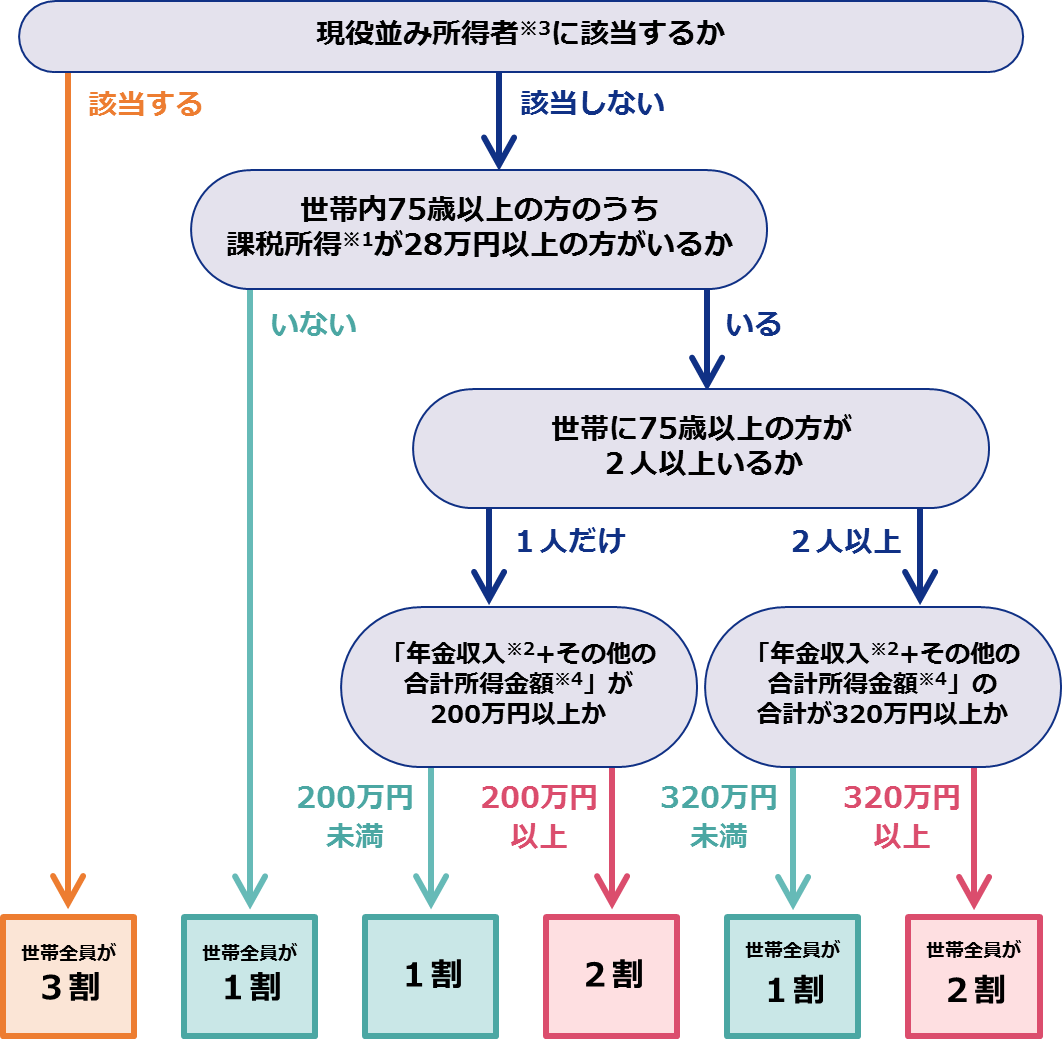 現役並み所得者※3に該当するか
該当する
該当しない
世帯内75歳以上の方のうち
課税所得※1が28万円以上の方がいるか
いない
いる
世帯に75歳以上の方が
２人以上いるか
１人だけ
２人以上
「年金収入※2+その他の
合計所得金額※4」が
200万円以上か
「年金収入※2+その他の
合計所得金額※4」の
合計が320万円以上か
200万円
未満
200万円
以上
320万円
未満
320万円
以上
世帯全員が
３割
世帯全員が
１割
１割
２割
世帯全員が
１割
世帯全員が
２割